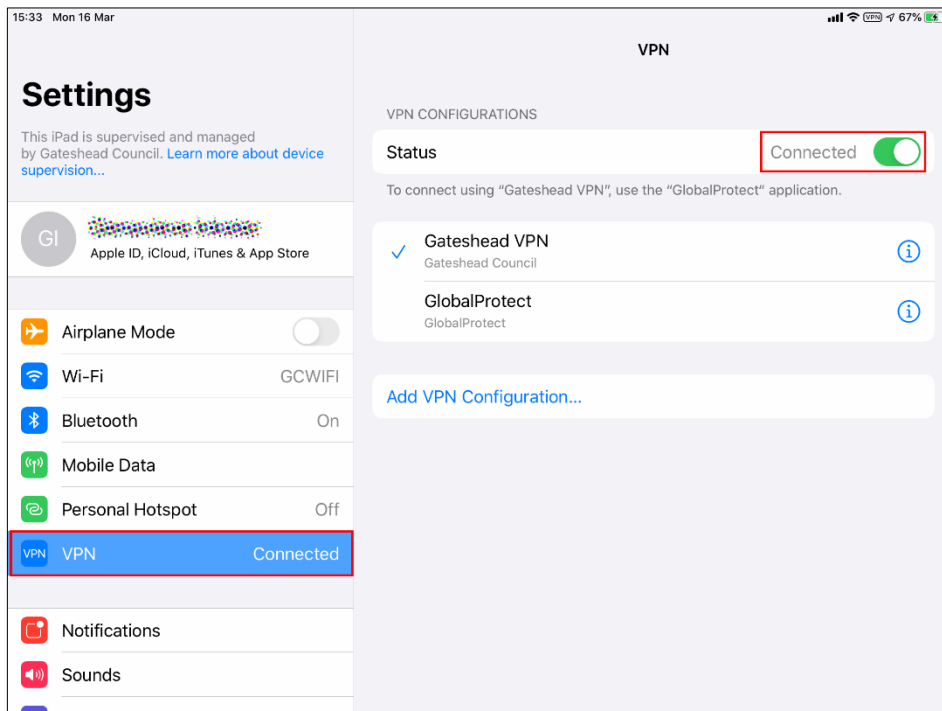 15:33 Mon 16 Mar
VPN 67%
Settings
This iPad is supervised and managed
by Gateshead Council. Learn more about device
supervision...
GI
Apple ID, iCloud, iTunes & App Store
Airplane Mode
Wi-Fi GCWIFI
Bluetooth On
Mobile Data
Personal Hotspot Off
VPN VPN Connected
Notifications
Sounds
VPN
VPN CONFIGURATIONS
Status Connected
To connect using “Gateshead VPN”, use the “GlobalProtect” application.
Gateshead VPN
Gateshead Council
GlobalProtect
GlobalProtect
Add VPN Configuration...